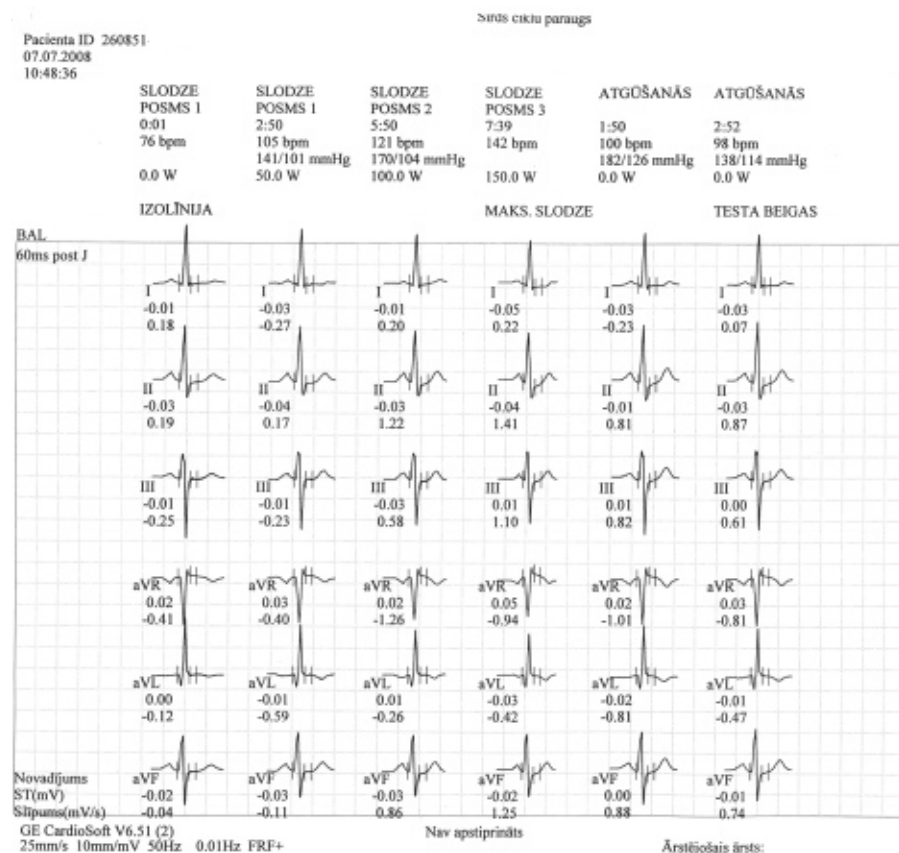 Sirds ciklu paraugs
Pacienta ID 260851
07.07.2008
10:48:36
SLODZE SLODZE SLODZE SLODZE ATGŪŠANĀS ATGŪŠANĀS
POSMS 1 POSMS 1 POSMS 2 POSMS 3
0:01 2:50 5:50 7:39 1:50 2:52
76 bpm 105 bpm 121 bpm 142 bpm 100 bpm 98 bpm
141/101 mmHg 170/104 mmHg 182/126 mmHg 138/114 mmHg
0.0 W 50.0 W 100.0 W 150.0 W 0.0 W 0.0 W
IZOLĪNIJA MAKS. SLODZE TESTA BEIGAS
BAL
60ms post J
I I I I I I
-0.01 -0.03 -0.01 -0.05 -0.03 -0.03
0.18 -0.27 0.20 0.22 -0.23 0.07
II II II II II II
-0.03 -0.04 -0.03 -0.04 -0.01 -0.03
0.19 0.17 1.22 1.41 0.81 0.87
III III III III III III
-0.01 -0.01 -0.03 0.01 0.01 0.00
-0.25 -0.23 0.58 1.10 0.82 0.61
aVR aVR aVR aVR aVR aVR
0.02 0.03 0.02 0.05 0.02 0.03
-0.41 -0.40 -1.26 -0.94 -1.01 -0.81
aVL aVL aVL aVL aVL aVL
0.00 -0.01 0.01 -0.03 -0.02 -0.01
-0.12 -0.59 -0.26 -0.42 -0.81 -0.47
Novadījums aVF aVF aVF aVF aVF aVF
ST(mV) -0.02 -0.03 -0.03 -0.02 0.00 -0.01
Slīpums(mV/s) -0.04 -0.11 0.86 1.25 0.88 0.74
GE CardioSoft V6.51 (2) Nav apstiprināts
25mm/s 10mm/mV 50Hz 0.01Hz FRF+ Ārstējošais ārsts: